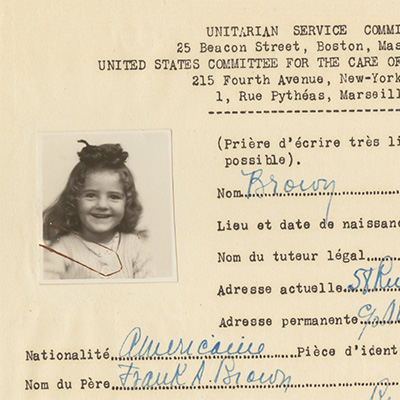 UNITARIAN SERVICE COMMI
25 Beacon Street, Boston, Mas
UNITED STATES COMMITTEE FOR THE CARE OF
215 Fourth Avenue, New-York
1, Rue Pythéas, Marseill
(Prière d'écrire très li
possible).
Nom Brown
Lieu et date de naissanc
Nom du tuteur légal
Adresse actuelle
Adresse permanente
Nationalité Américaine Pièce d'ident
Nom du Père Frank A. Brown